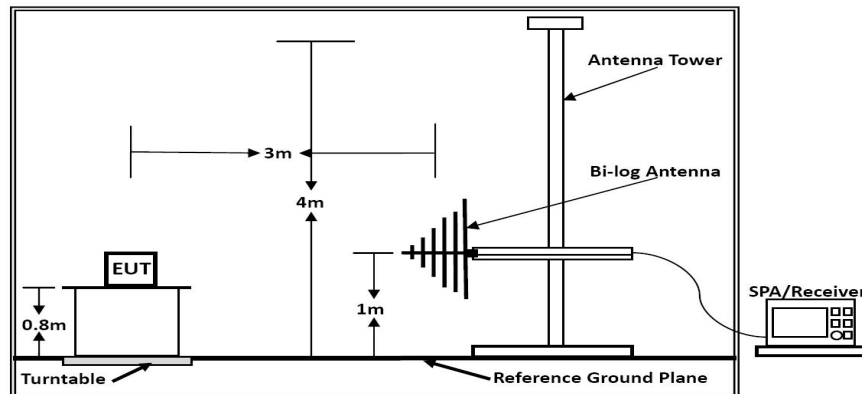 Antenna Tower
3m
Bi-log Antenna
4m
EUT
SPA/Receiver
0.8m
1m
Turntable
Reference Ground Plane